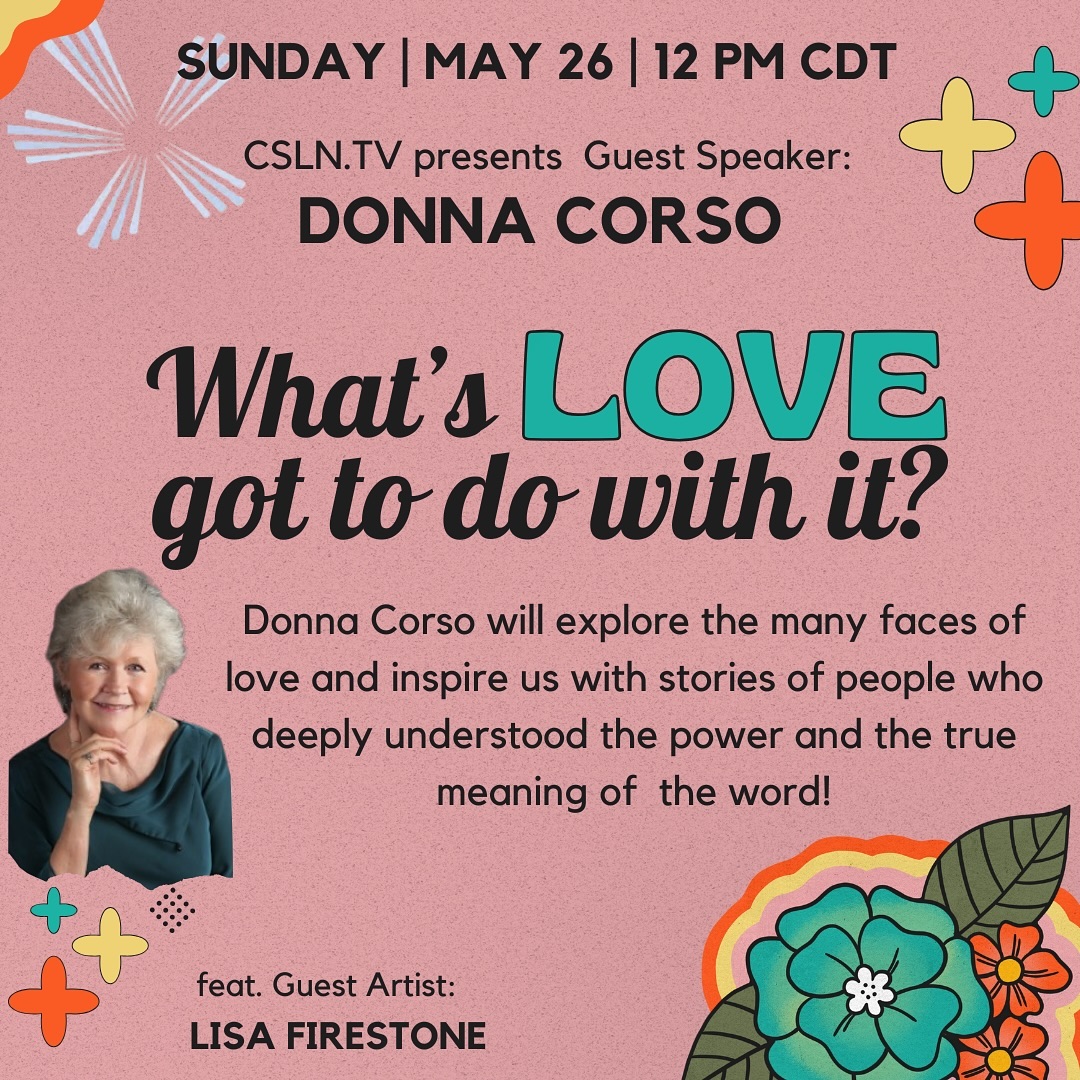 SUNDAY | MAY 26 | 12 PM CDT
CSLN.TV presents  Guest Speaker:
DONNA CORSO
What's LOVE
got to do with it?
Donna Corso will explore the many faces of
love and inspire us with stories of people who
deeply understood the power and the true
meaning of  the word!
feat. Guest Artist:
LISA FIRESTONE